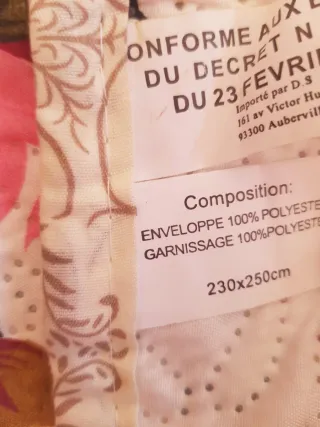 ONFORME AUX
DU DECRET N
DU 23 FEVRI
Importé par D.S
161 av Victor Hu
93300 Aubervill
Composition:
ENVELOPPE 100% POLYESTE
GARNISSAGE 100%POLYESTE
230x250cm